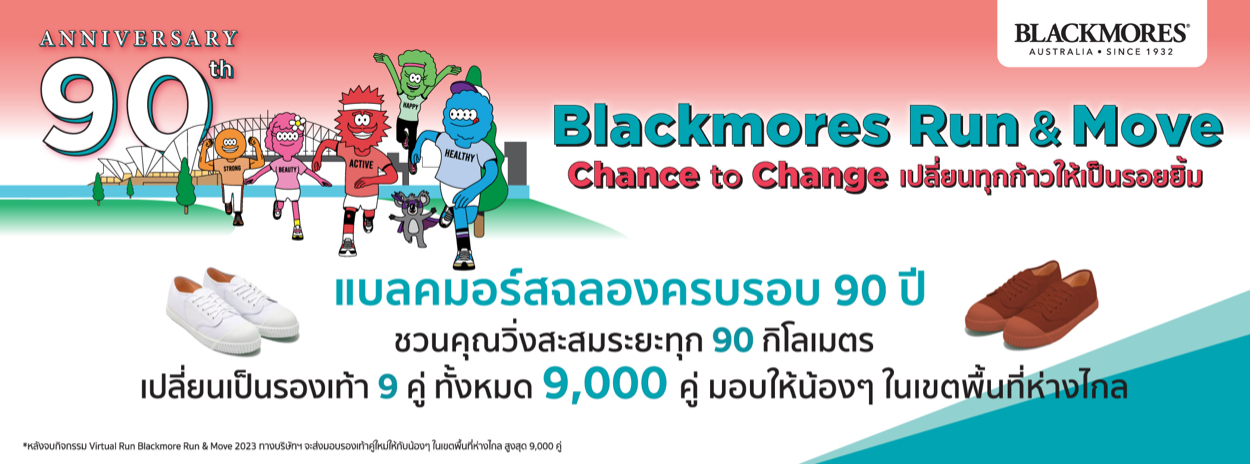 ANNIVERSARY
90th
BLACKMORES®
AUSTRALIA • SINCE 1932
STRONG
BEAUTY
ACTIVE
HAPPY
HEALTHY
Blackmores Run & Move
Chance to Change เปลี่ยนทุกก้าวให้เป็นรอยยิ้ม
แบลคมอร์สฉลองครบรอบ 90 ปี
ชวนคุณวิ่งสะสมระยะทุก 90 กิโลเมตร
เปลี่ยนเป็นรองเท้า 9 คู่ ทั้งหมด 9,000 คู่ มอบให้น้องๆ ในเขตพื้นที่ห่างไกล
*หลังจบกิจกรรม Virtual Run Blackmore Run & Move 2023 ทางบริษัทฯ จะส่งมอบรองเท้าคู่ใหม่ให้กับน้องๆ ในเขตพื้นที่ห่างไกล สูงสุด 9,000 คู่